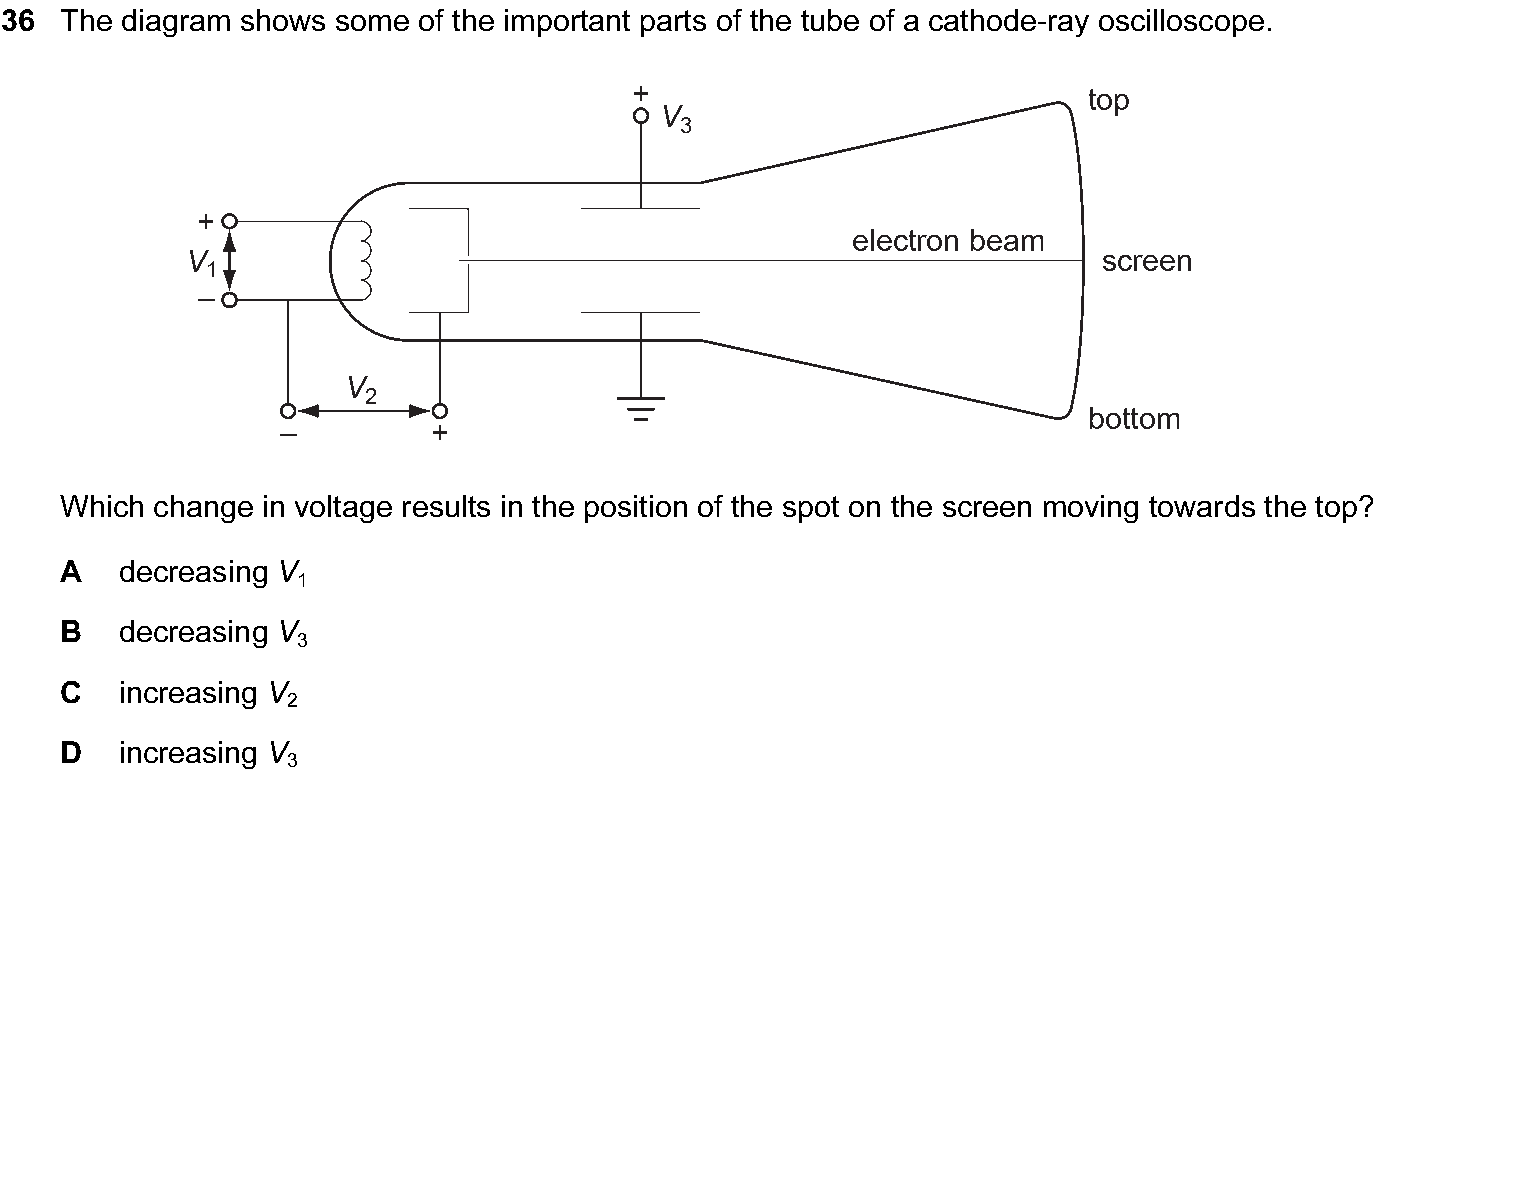 36 The diagram shows some of the important parts of the tube of a cathode-ray oscilloscope.
+
V3
top
+
V1
–
electron beam
screen
V2
–
+
bottom
Which change in voltage results in the position of the spot on the screen moving towards the top?
A decreasing V1
B decreasing V3
C increasing V2
D increasing V3